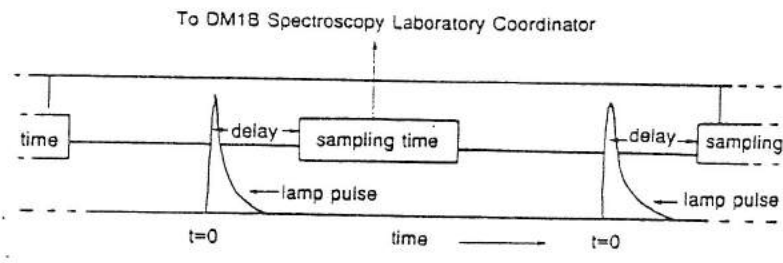 To DM1B Spectroscopy Laboratory Coordinator
time
delay
sampling time
delay
sampling
lamp pulse
lamp pulse
t=0
time
t=0